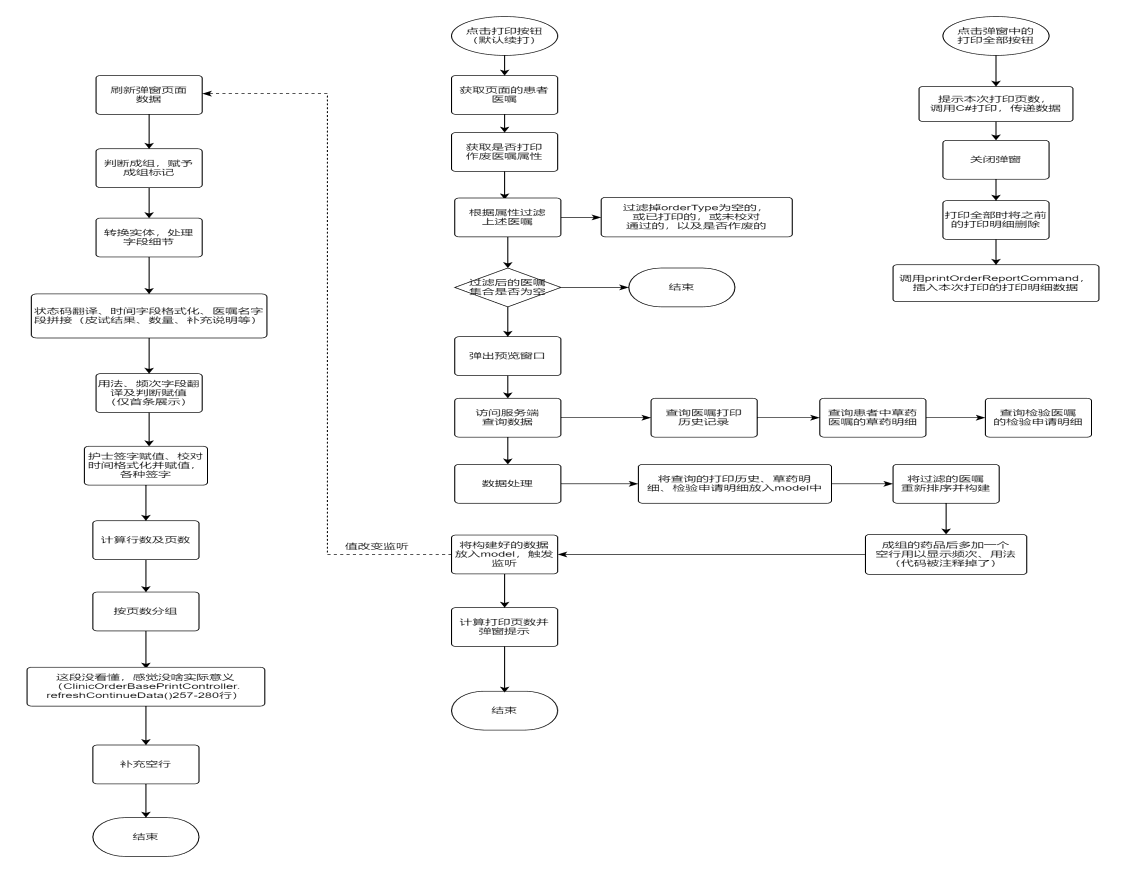 点击打印按钮
（默认续打）
获取页面的患者
医嘱
获取是否打印
作废医嘱属性
根据属性过滤
上述医嘱
过滤掉orderType为空的，
或已打印的，或未校对
通过的，以及是否作废的
过滤后的医嘱
集合是否为空
结束
弹出预览窗口
访问服务端
查询数据
查询医嘱打印
历史记录
查询患者中草药
医嘱的草药明细
查询检验医嘱
的检验申请明细
数据处理
将查询的打印历史、草药明
细、检验申请明细放入model中
将过滤的医嘱
重新排序并构建
成组的药品后多加一个
空行用以显示频次、用法
（代码被注释掉了）
将构建好的数据
放入model，触发
监听
值改变监听
计算打印页数并
弹窗提示
结束
刷新弹窗页面
数据
判断成组，赋予
成组标记
转换实体，处理
字段细节
状态码翻译、时间字段格式化、医嘱名字
段拼接（皮试结果、数量、补充说明等）
用法、频次字段翻
译及判断赋值
（仅首条展示）
护士签字赋值、校对
时间格式化并赋值，
各种签字
计算行数及页数
按页数分组
这段没看懂，感觉没啥实际意义
（ClinicOrderBasePrintController.
refreshContinueData()257-280行）
补充空行
结束
点击弹窗中的
打印全部按钮
提示本次打印页数，
调用C#打印，传递数据
关闭弹窗
打印全部时将之前
的打印明细删除
调用printOrderReportCommand，
插入本次打印的打印明细数据